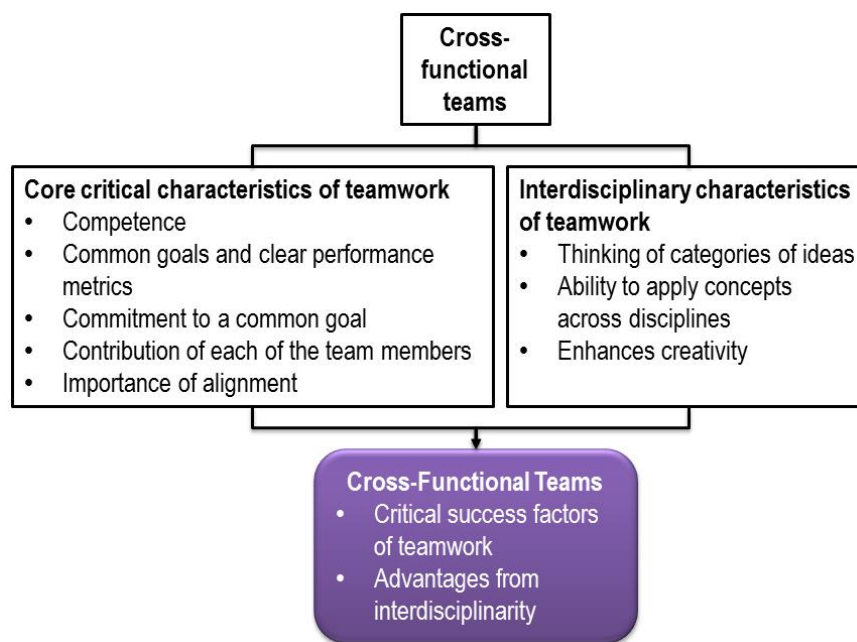 Cross-
functional
teams
Core critical characteristics of teamwork
• Competence
• Common goals and clear performance
metrics
• Commitment to a common goal
• Contribution of each of the team members
• Importance of alignment
Interdisciplinary characteristics
of teamwork
• Thinking of categories of ideas
• Ability to apply concepts
across disciplines
• Enhances creativity
Cross-Functional Teams
• Critical success factors
of teamwork
• Advantages from
interdisciplinarity